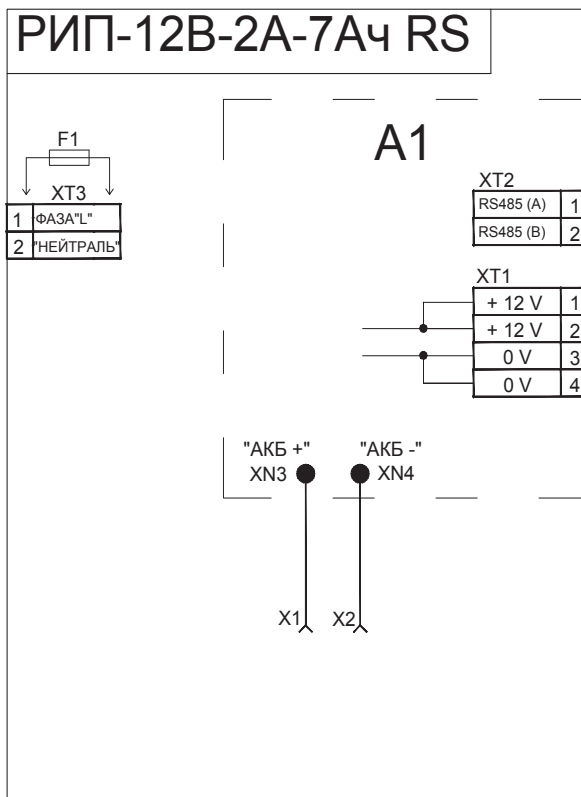 РИП-12В-2А-7Ач RS
А1
F1
XT3
1 ФАЗА"L"
2 "НЕЙТРАЛЬ"
XT2
RS485 (A) 1
RS485 (B) 2
XT1
+ 12 V 1
+ 12 V 2
0 V 3
0 V 4
"АКБ +" "АКБ -"
XN3 XN4
X1 X2